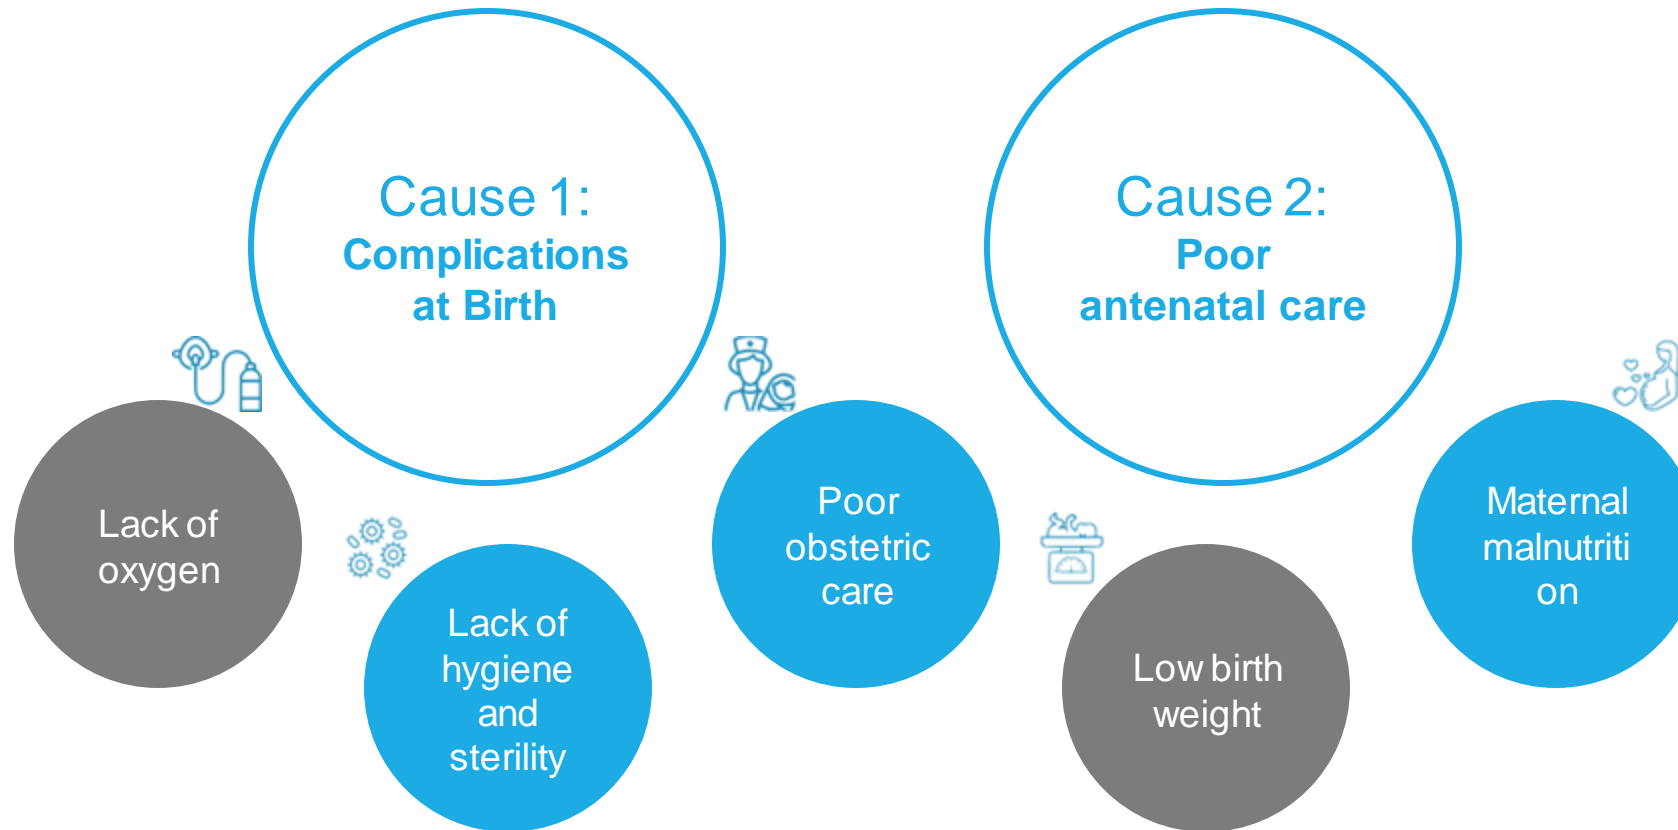 Cause 1:
Complications
at Birth
Cause 2:
Poor
antenatal care
Lack of
oxygen
Lack of
hygiene
and
sterility
Poor
obstetric
care
Low birth
weight
Maternal
malnutriti
on